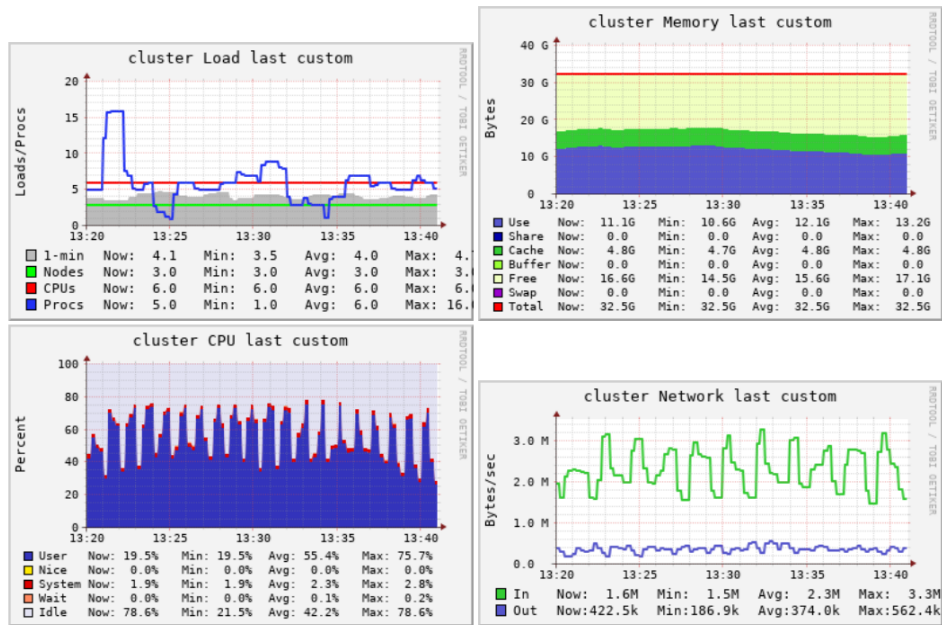 cluster Load last custom
RRDTOOL / TOBI OETIKER
Loads/Procs
20
15
10
5
0
13:20 13:25 13:30 13:35 13:40
1-min Now: 4.1 Min: 3.5 Avg: 4.0 Max: 4.
Nodes Now: 3.0 Min: 3.0 Avg: 3.0 Max: 3.
CPUs Now: 6.0 Min: 6.0 Avg: 6.0 Max: 6.
Procs Now: 5.0 Min: 1.0 Avg: 6.0 Max: 16.
cluster Memory last custom
RRDTOOL / TOBI OETIKER
Bytes
40 G
30 G
20 G
10 G
0
13:20 13:25 13:30 13:35 13:40
Use Now: 11.1G Min: 10.6G Avg: 12.1G Max: 13.2G
Share Now: 0.0 Min: 0.0 Avg: 0.0 Max: 0.0
Cache Now: 4.8G Min: 4.7G Avg: 4.8G Max: 4.8G
Buffer Now: 0.0 Min: 0.0 Avg: 0.0 Max: 0.0
Free Now: 16.6G Min: 14.5G Avg: 15.6G Max: 17.1G
Swap Now: 0.0 Min: 0.0 Avg: 0.0 Max: 0.0
Total Now: 32.5G Min: 32.5G Avg: 32.5G Max: 32.5G
cluster CPU last custom
RRDTOOL / TOBI OETIKER
Percent
100
80
60
40
20
0
13:20 13:25 13:30 13:35 13:40
User Now: 19.5% Min: 19.5% Avg: 55.4% Max: 75.7%
Nice Now: 0.0% Min: 0.0% Avg: 0.0% Max: 0.0%
System Now: 1.9% Min: 1.9% Avg: 2.3% Max: 2.8%
Wait Now: 0.0% Min: 0.0% Avg: 0.1% Max: 0.2%
Idle Now: 78.6% Min: 21.5% Avg: 42.2% Max: 78.6%
cluster Network last custom
RRDTOOL / TOBI OETIKER
Bytes/sec
3.0 M
2.0 M
1.0 M
0.0
13:20 13:25 13:30 13:35 13:40
In Now: 1.6M Min: 1.5M Avg: 2.3M Max: 3.3M
Out Now:422.5k Min:186.9k Avg:374.0k Max:562.4k